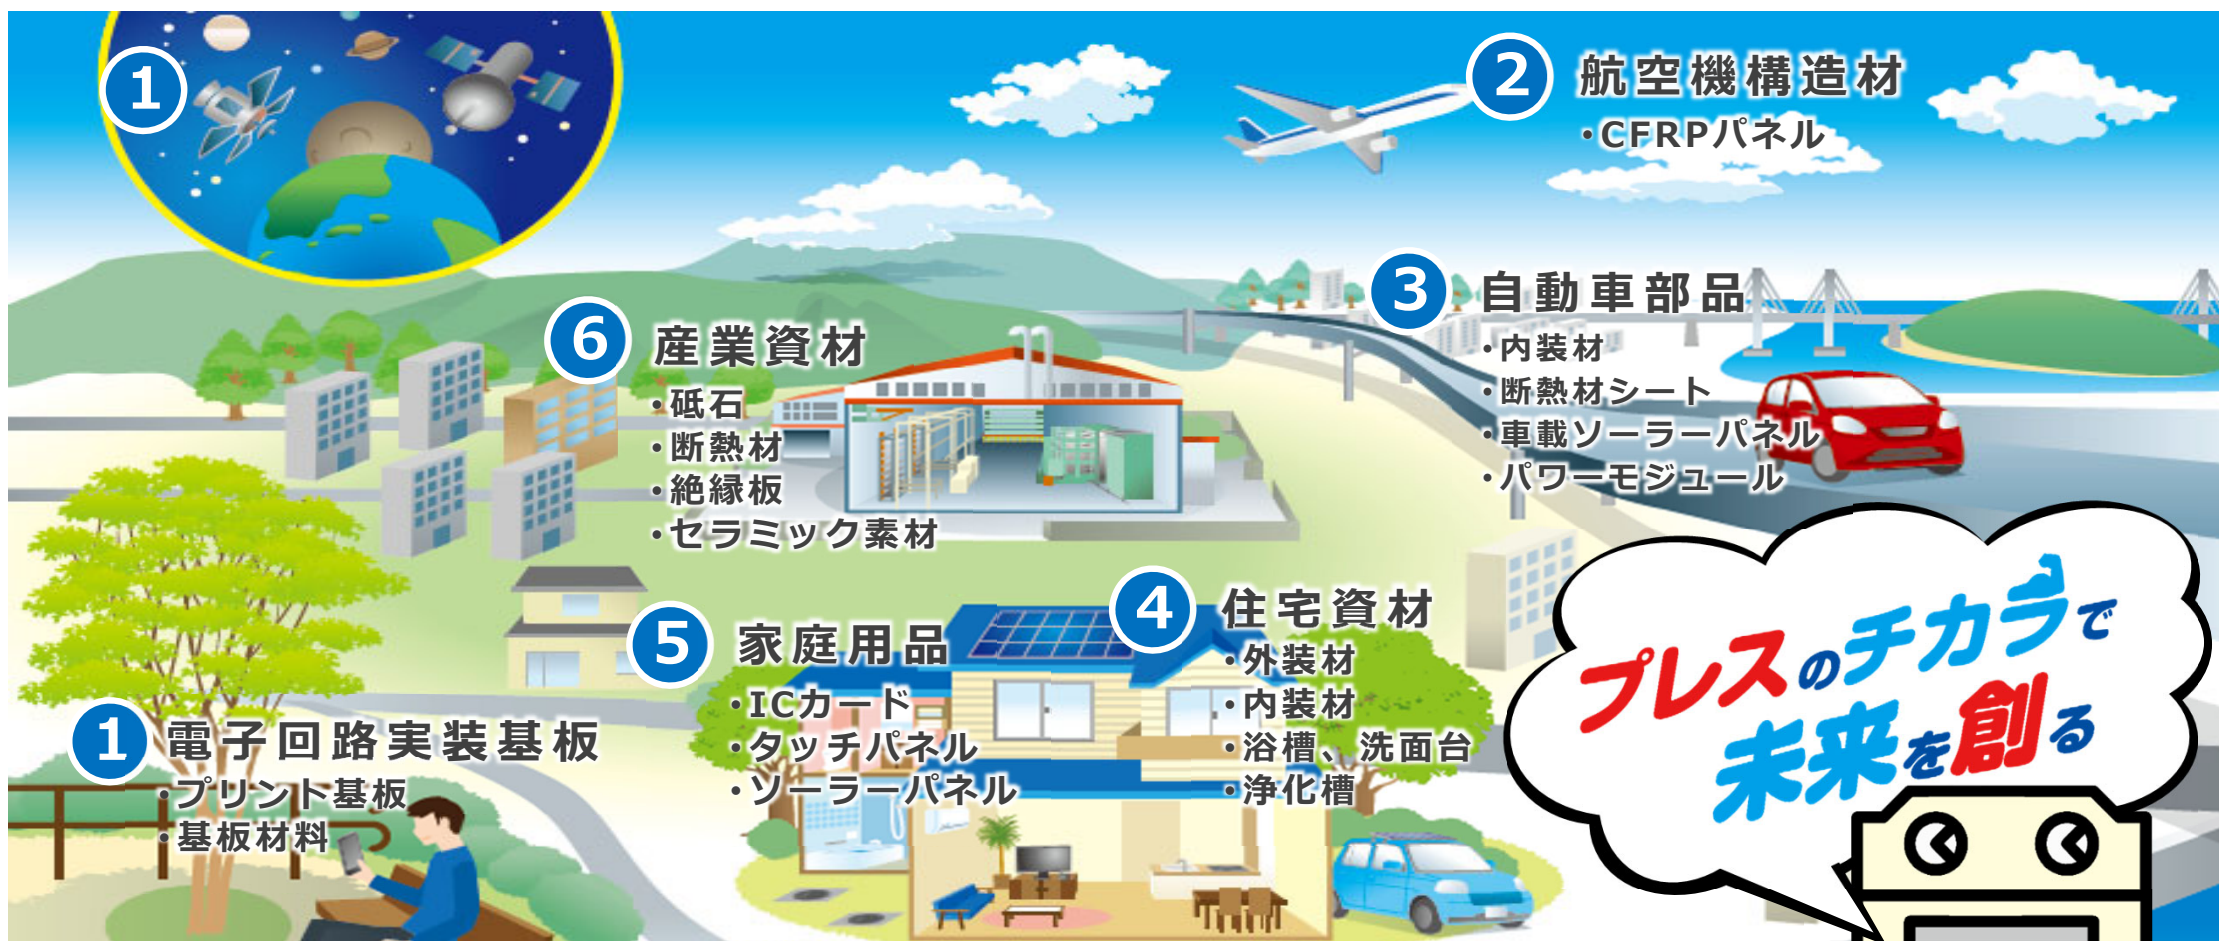 1
2 航空機構造材
・CFRPパネル
3 自動車部品
・内装材
・断熱材シート
・車載ソーラーパネル
・パワーモジュール
6 産業資材
・砥石
・断熱材
・絶縁板
・セラミック素材
4 住宅資材
・外装材
・内装材
・浴槽、洗面台
・浄化槽
5 家庭用品
・ICカード
・タッチパネル
・ソーラーパネル
1 電子回路実装基板
・プリント基板
・基板材料
プレスのチカラで
未来を創る